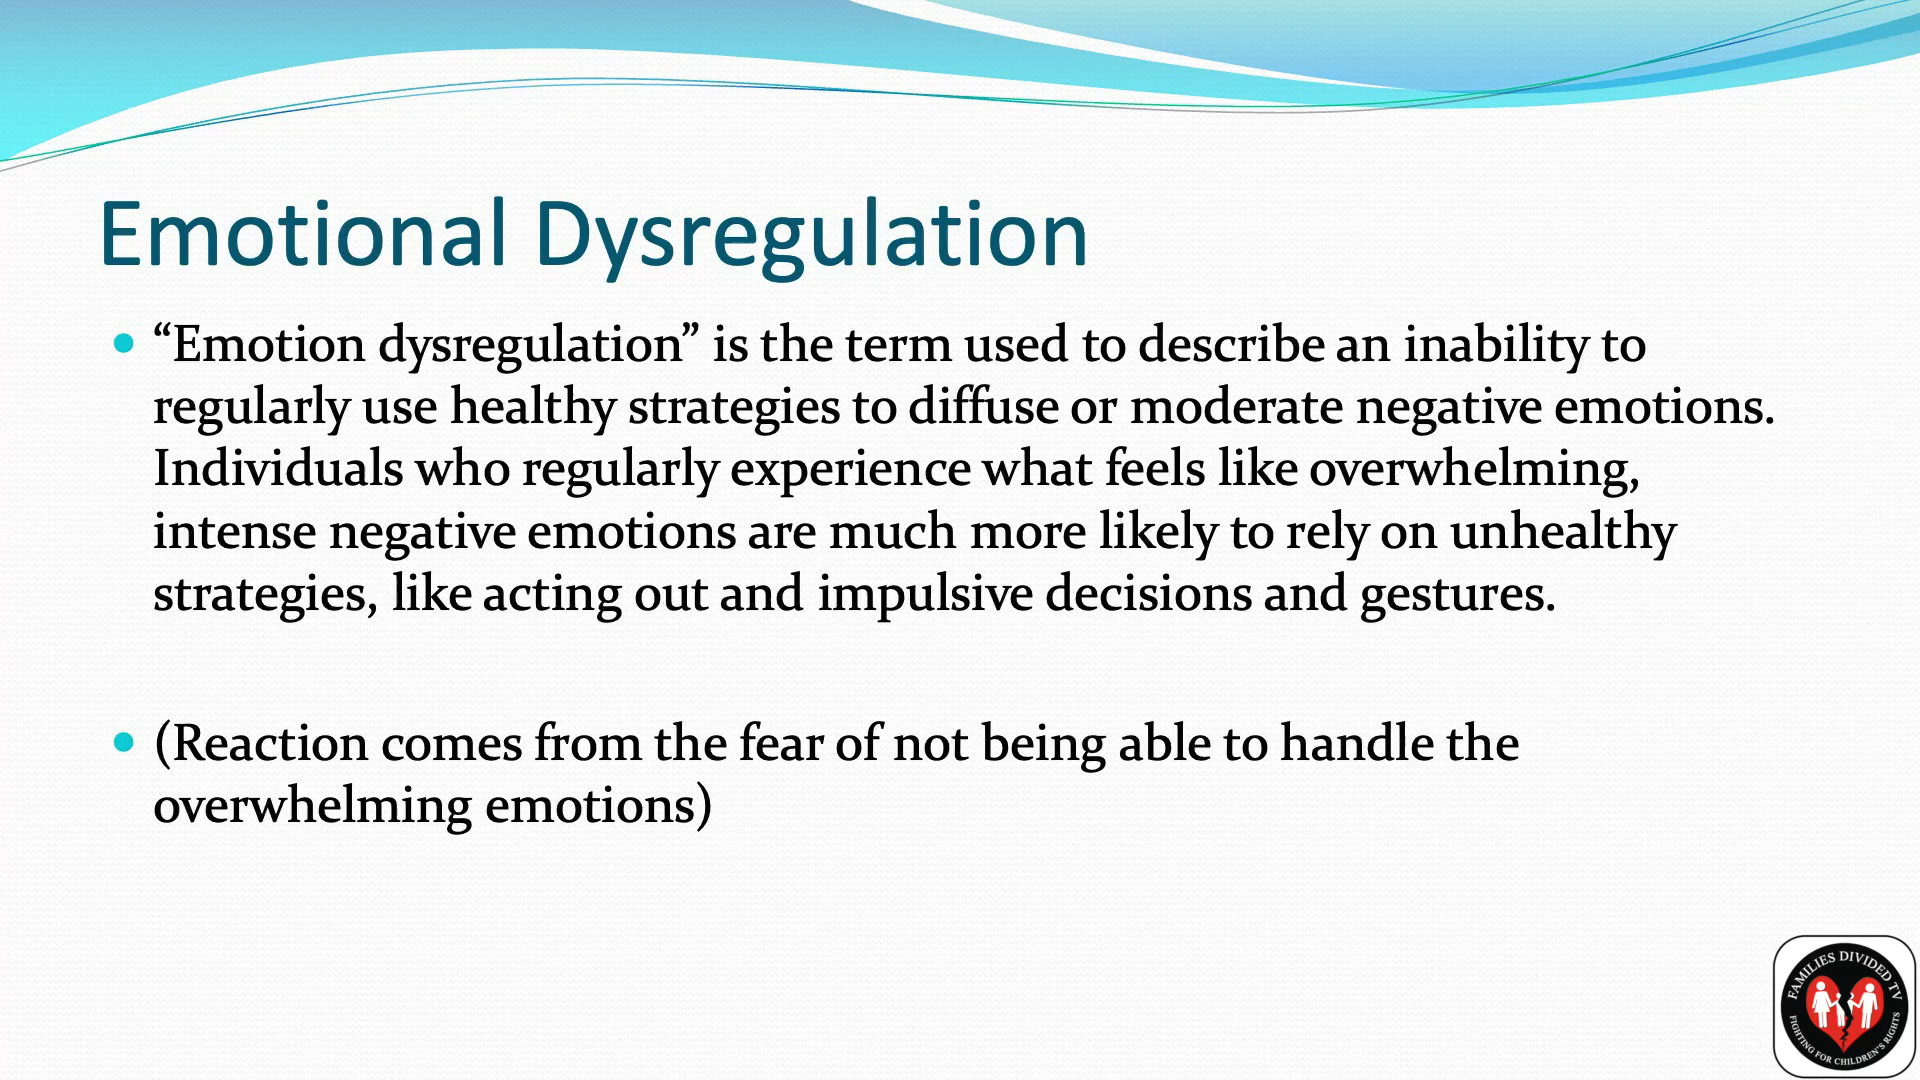 Emotional Dysregulation
• “Emotion dysregulation” is the term used to describe an inability to
regularly use healthy strategies to diffuse or moderate negative emotions.
Individuals who regularly experience what feels like overwhelming,
intense negative emotions are much more likely to rely on unhealthy
strategies, like acting out and impulsive decisions and gestures.
• (Reaction comes from the fear of not being able to handle the
overwhelming emotions)
FAMILIES DIVIDED TV
FIGHTING FOR CHILDREN'S RIGHTS